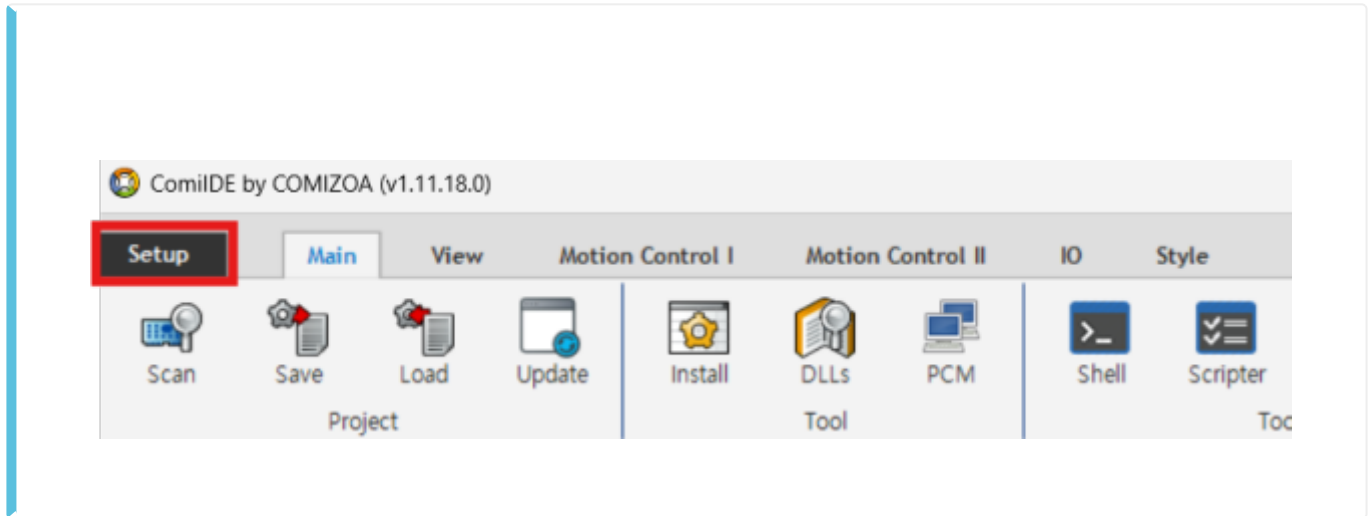 ComiIDE by COMIZOA (v1.11.18.0)
Setup Main View Motion Control I Motion Control II IO Style
Scan Save Load Update Install DLLs PCM Shell Scripter
Project Tool